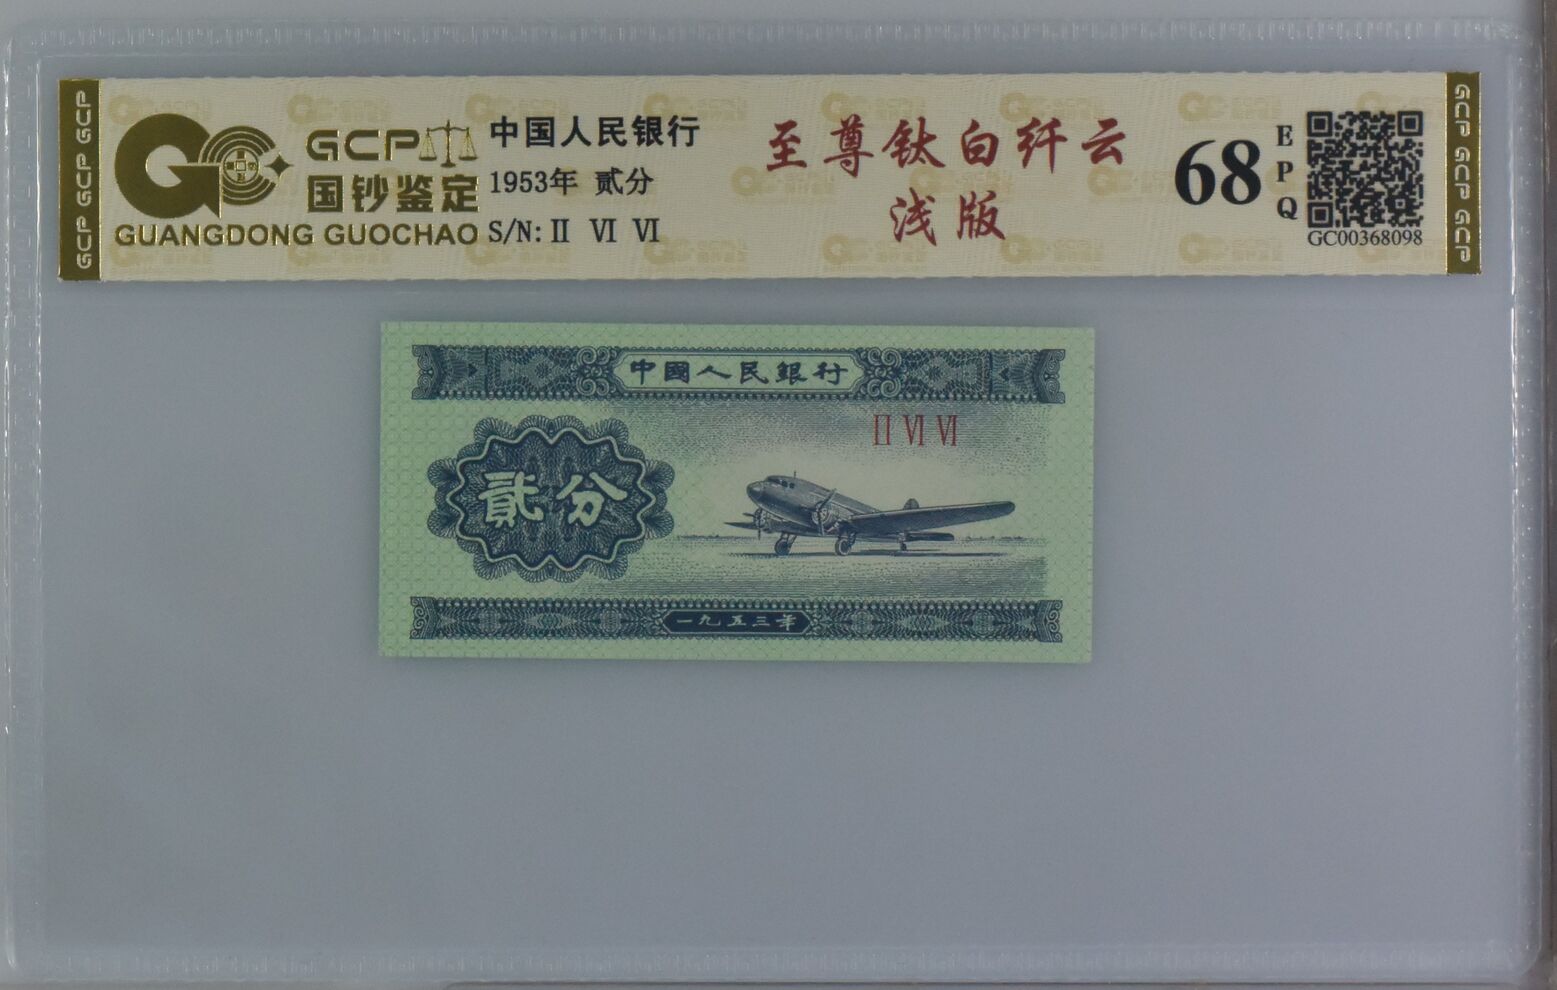 GCP GCP GCP
GCP
国钞鉴定
GUANGDONG GUOCHAO
中国人民银行
1953年 贰分
S/N: II VI VI
至尊钛白纤云
浅版
68
E
P
Q
GC00368098
GCP GCP GCP
中國人民銀行
II VI VI
貳分
一九五三年